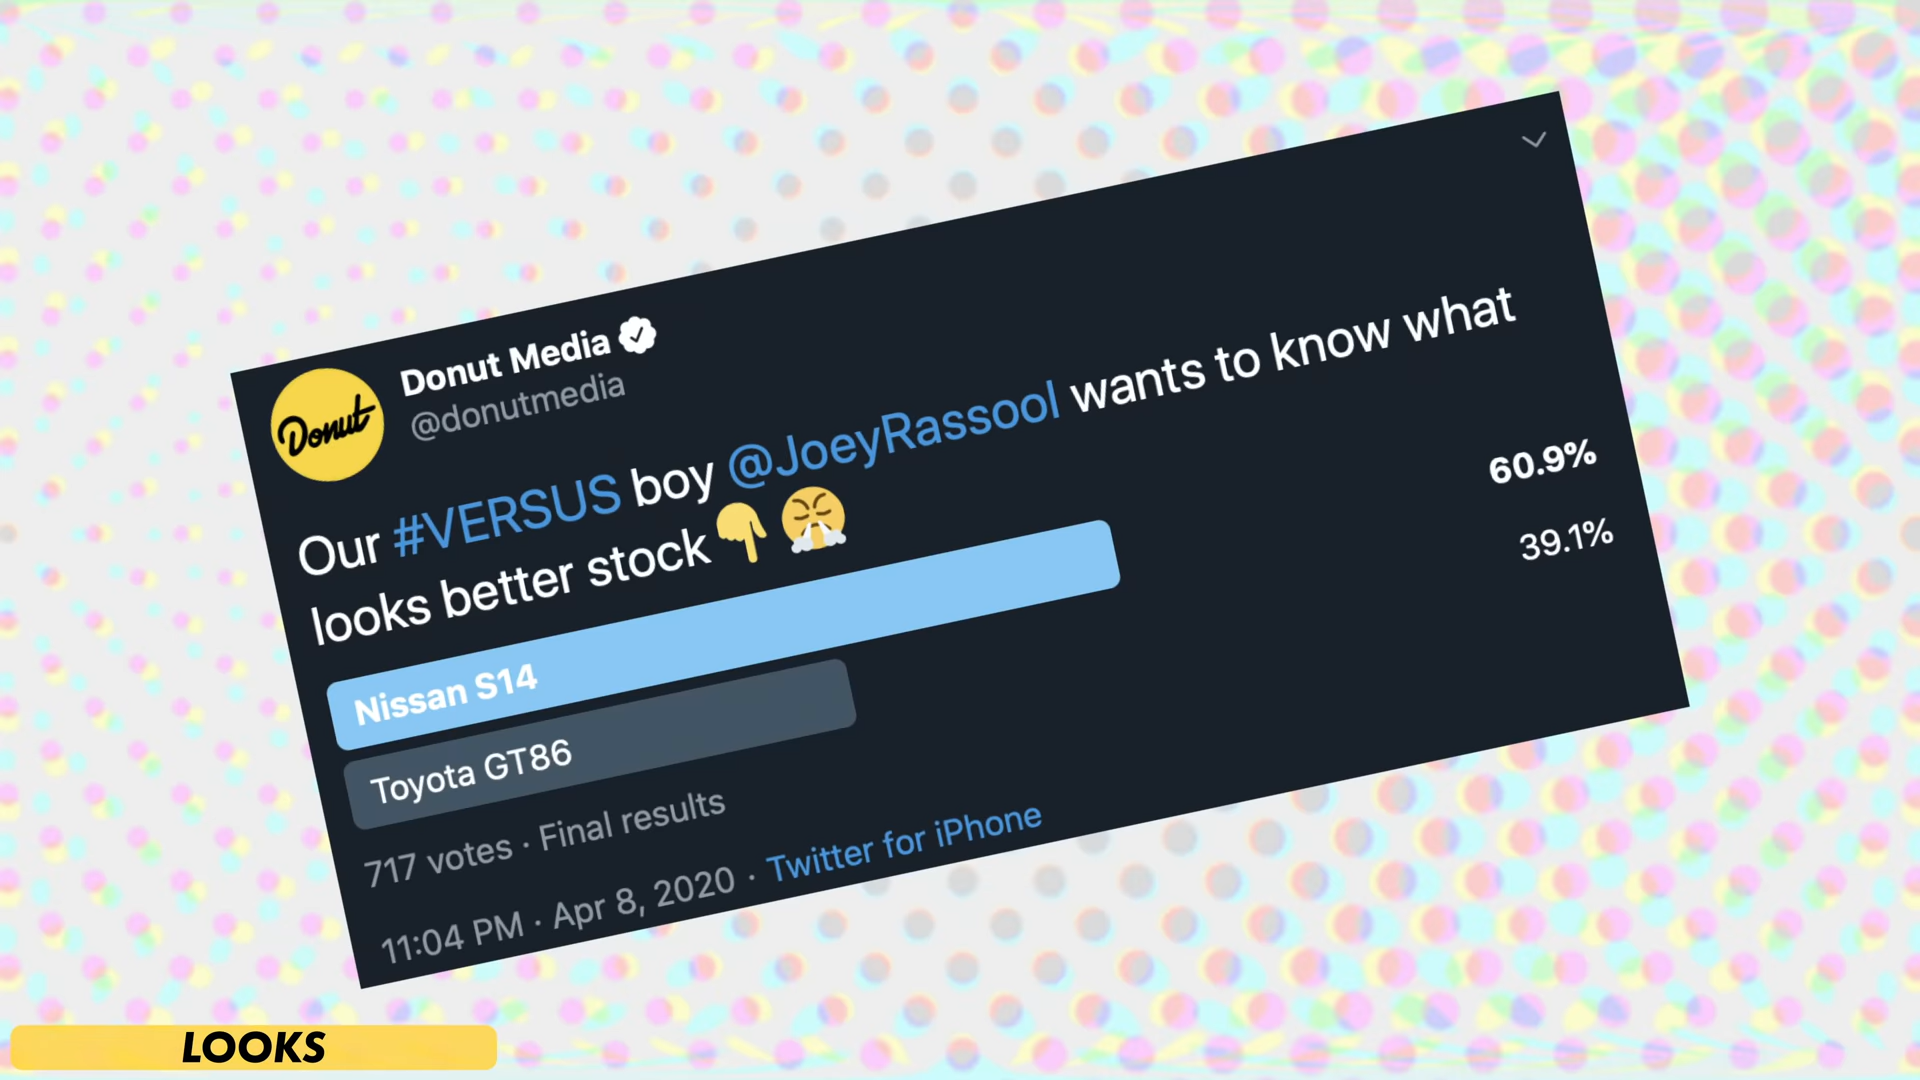 Donut
Donut Media
@donutmedia
Our #VERSUS boy @JoeyRassool wants to know what
looks better stock👇😤
Nissan S14
60.9%
Toyota GT86
39.1%
717 votes · Final results
11:04 PM · Apr 8, 2020 · Twitter for iPhone
LOOKS